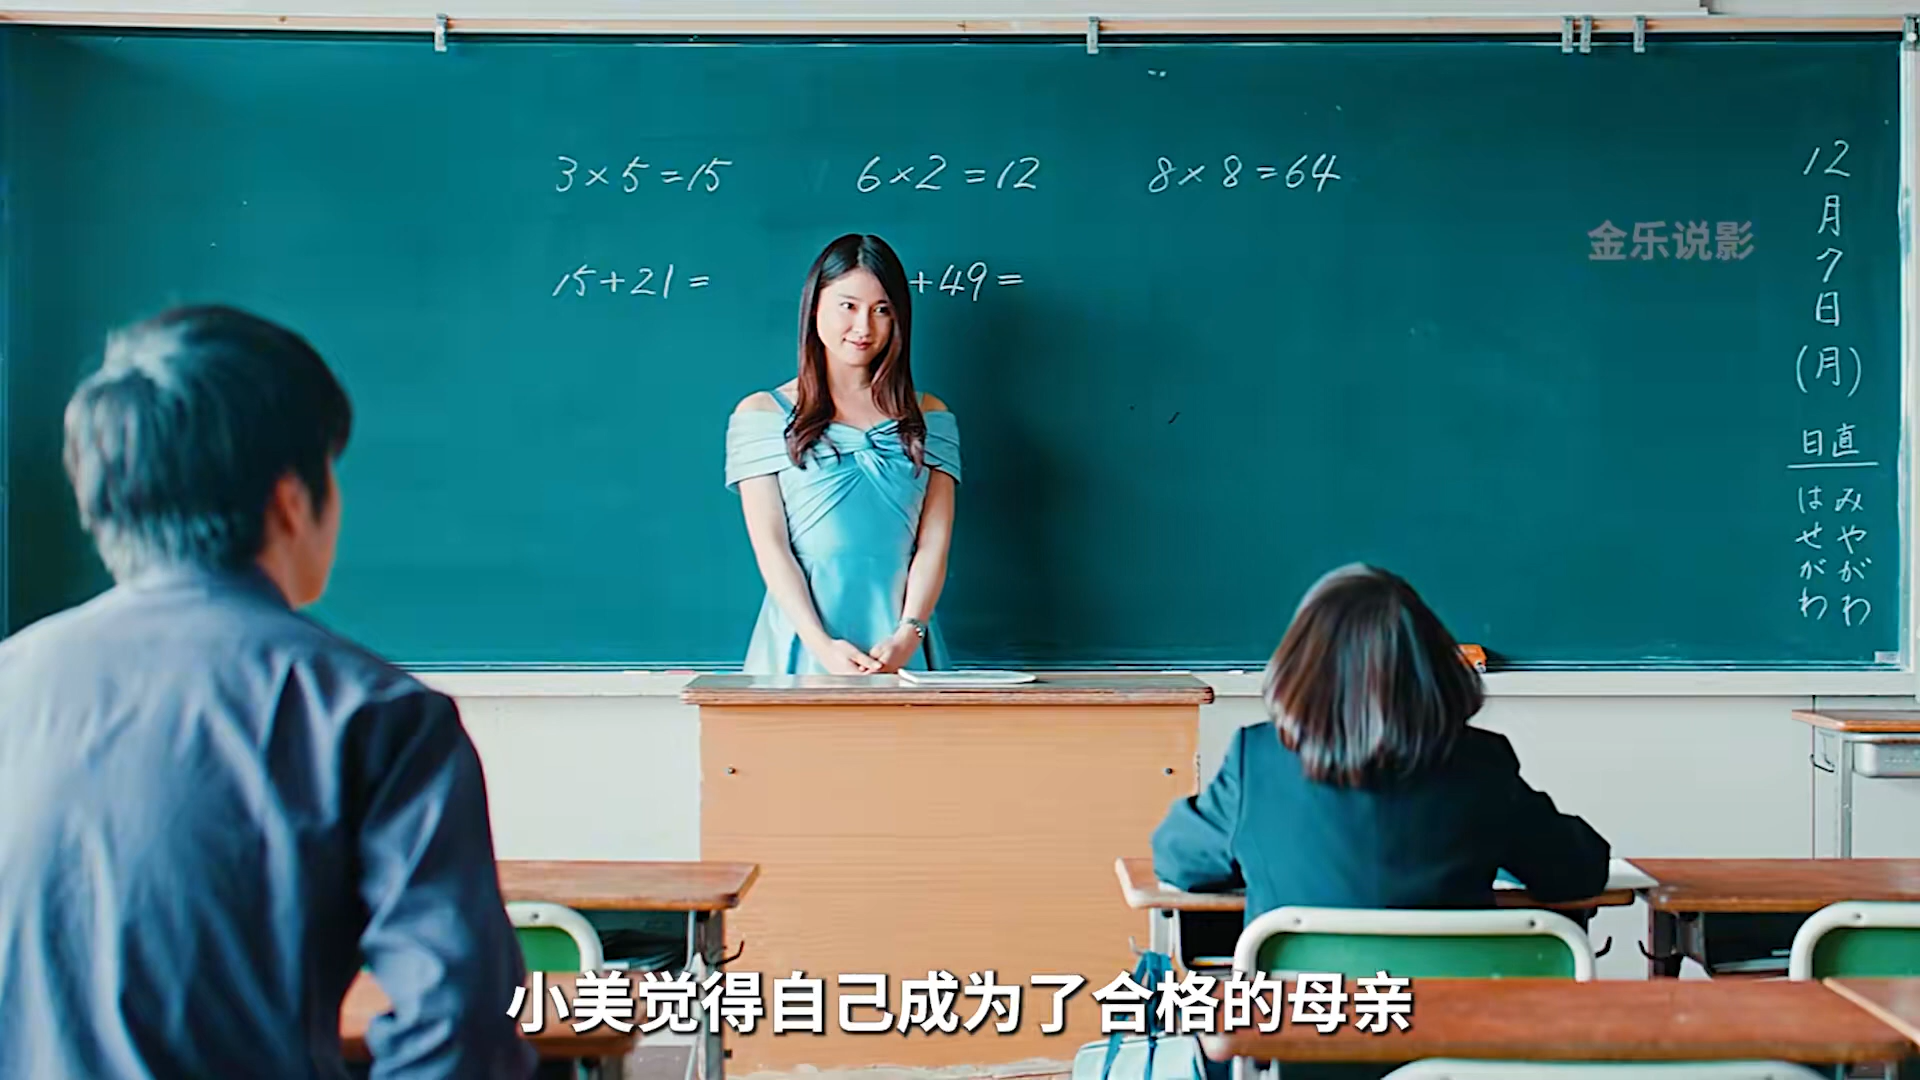 3×5=15 6×2=12 8×8=64
15+21= +49=
12月7日(月)
日直
みやがわ
はせがわ
金乐说影
小美觉得自己成为了合格的母亲